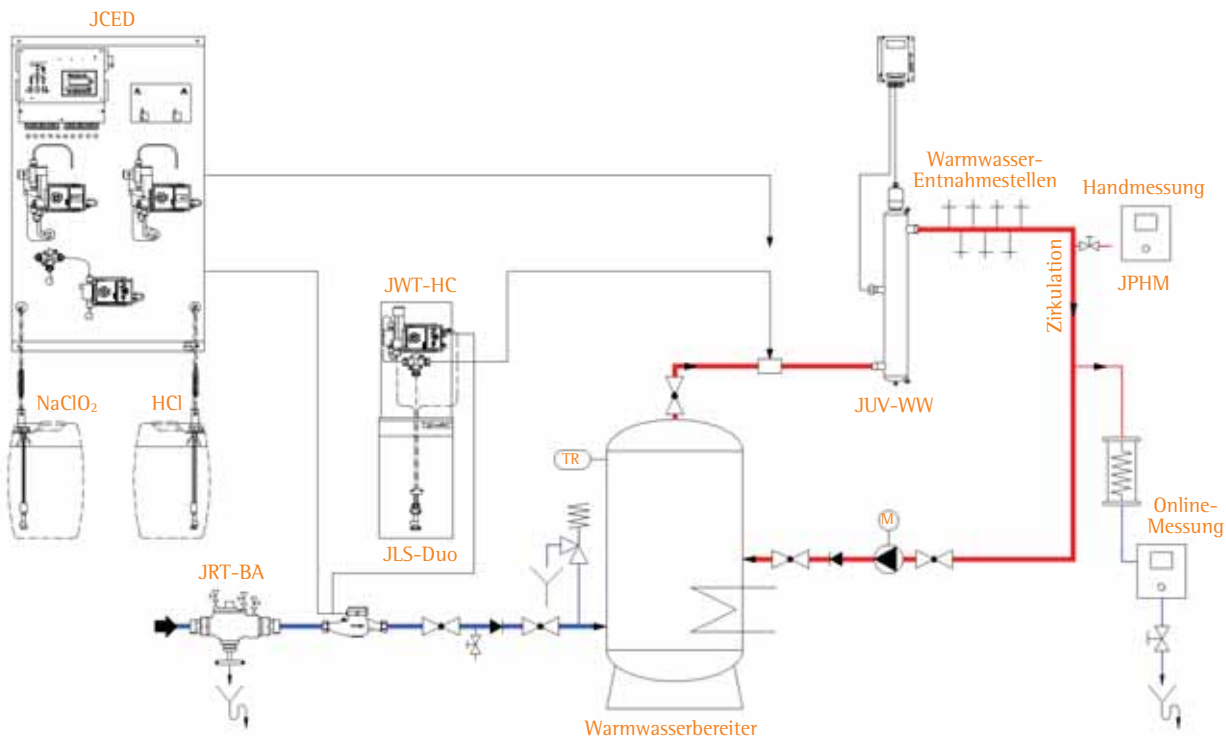 JCED
A A
Warmwasser-
Entnahmestellen
Handmessung
JPHM
Zirkulation
JWT-HC
NaClO₂
HCl
JUV-WW
TR
Online-
Messung
M
JLS-Duo
JRT-BA
Warmwasserbereiter